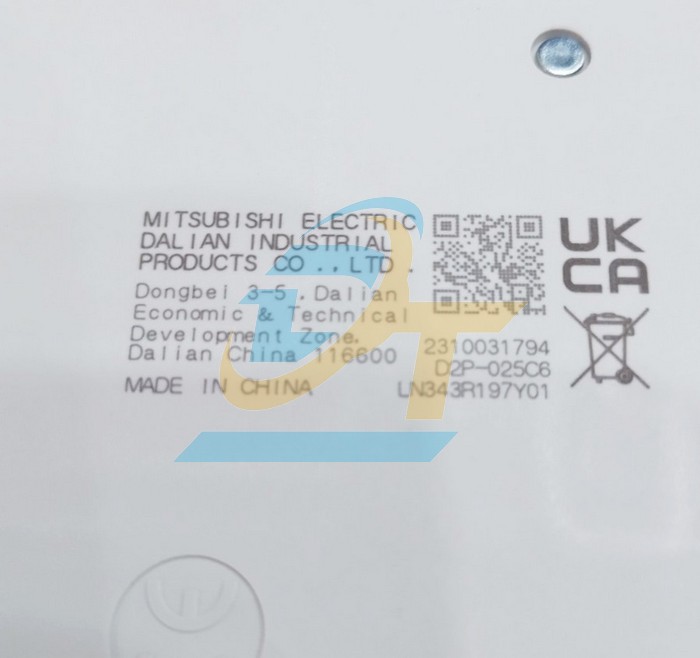 MITSUBISHI ELECTRIC
DALIAN INDUSTRIAL
PRODUCTS CO.,LTD.
Dongbei 3-5, Dalian
Economic & Technical
Development Zone.
Dalian China 116600
MADE IN CHINA
2310031794
D2P-025C6
LN343R197Y01
UK
CA
DT